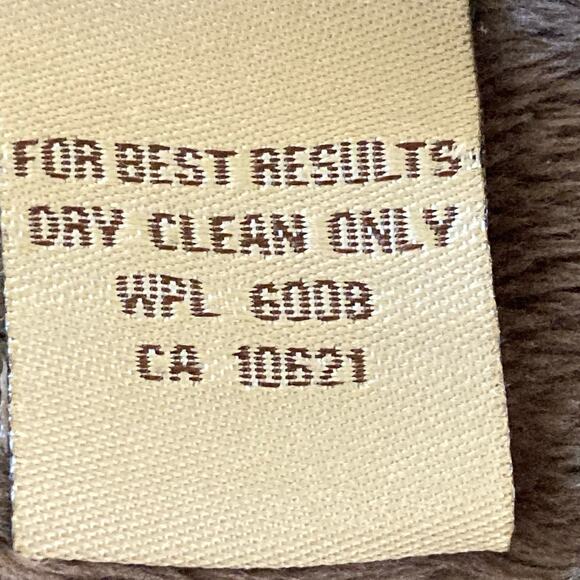 FOR BEST RESULTS
DRY CLEAN ONLY
WPL 6008
CA 10621